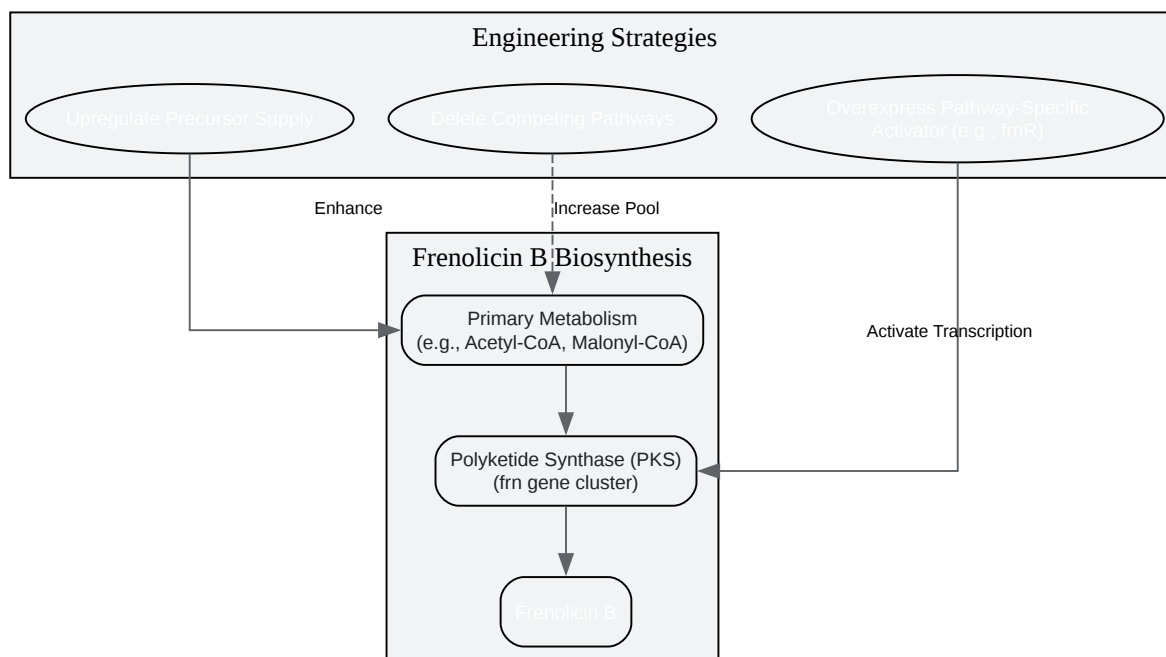 Engineering Strategies
Upregulate Precursor Supply
Delete Competing Pathways
Overexpress Pathway-Specific
Activator (e.g., frnR)
Enhance
Increase Pool
Frenolicin B Biosynthesis
Primary Metabolism
(e.g., Acetyl-CoA, Malonyl-CoA)
Activate Transcription
Polyketide Synthase (PKS)
(frn gene cluster)
Frenolicin B